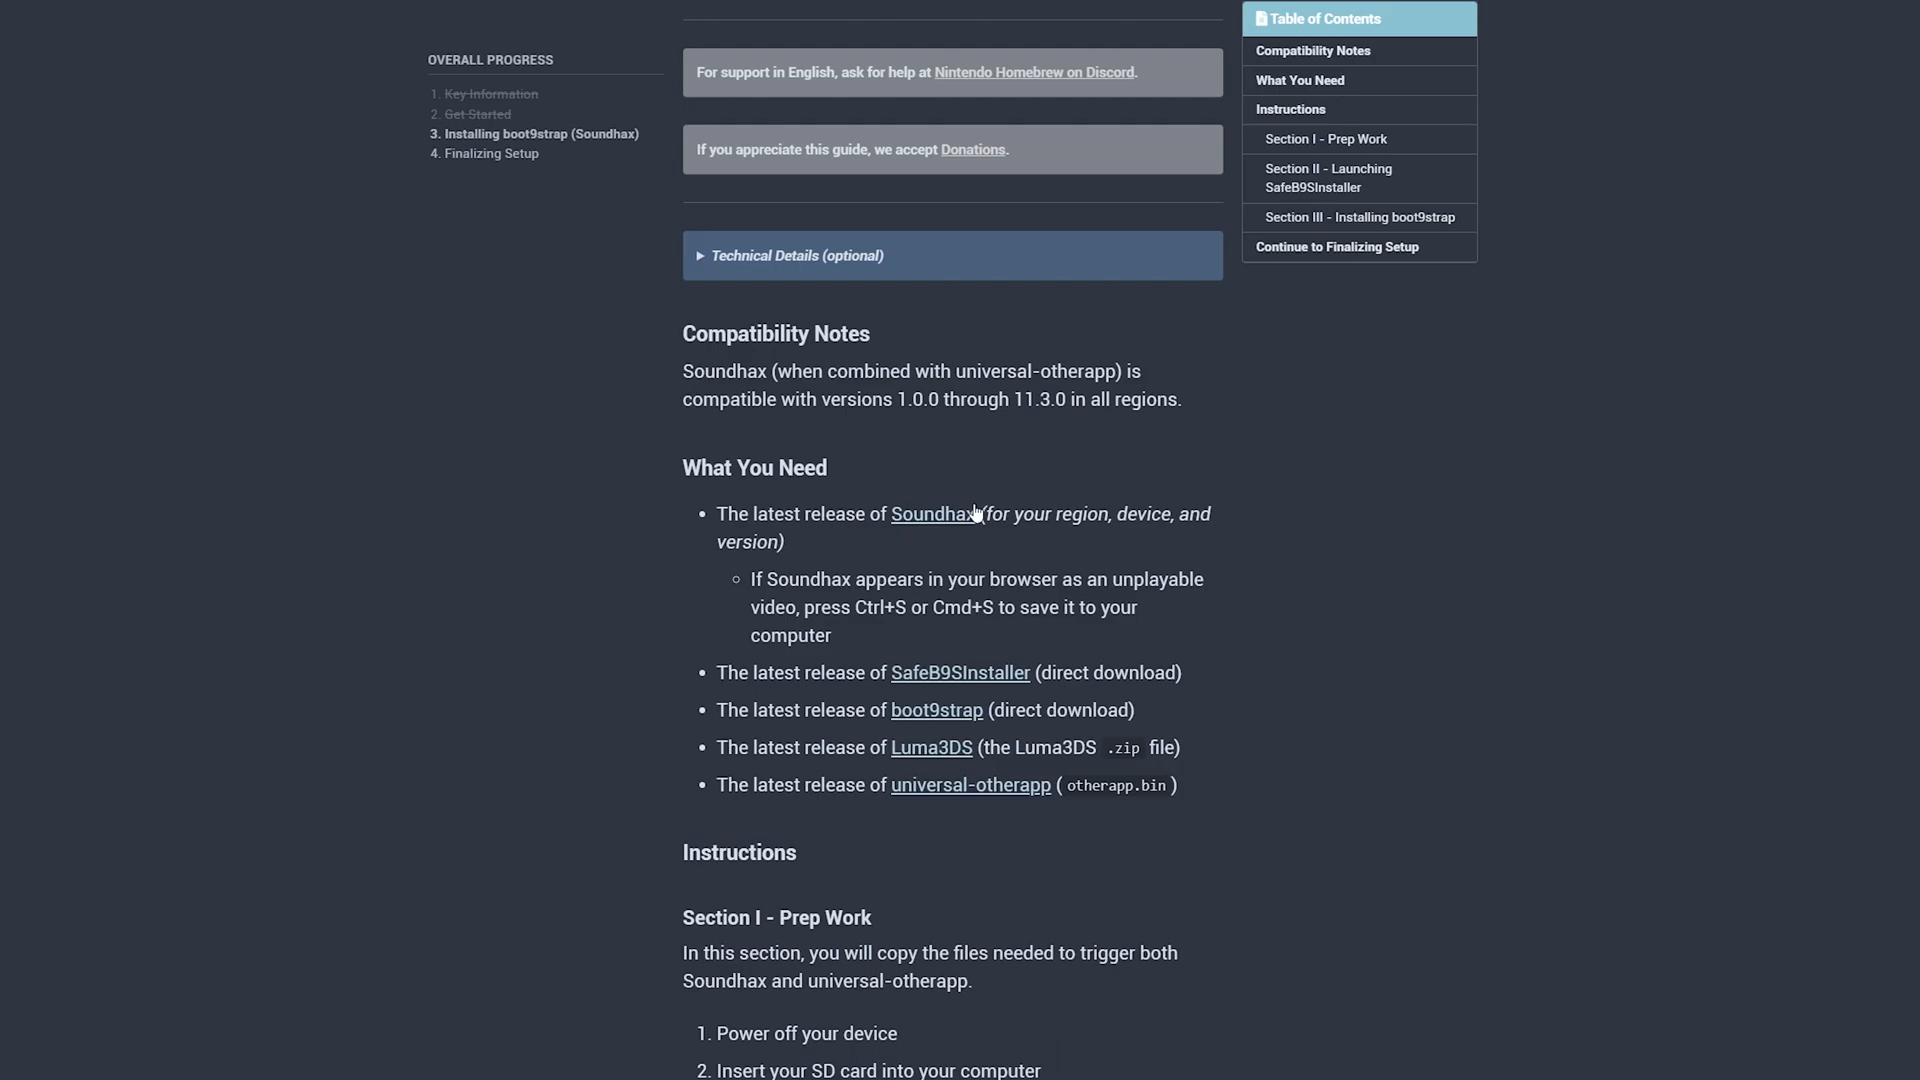 OVERALL PROGRESS
1. Key Information
2. Get Started
3. Installing boot9strap (Soundhax)
4. Finalizing Setup
For support in English, ask for help at Nintendo Homebrew on Discord.
If you appreciate this guide, we accept Donations.
Technical Details (optional)
Compatibility Notes
Soundhax (when combined with universal-otherapp) is
compatible with versions 1.0.0 through 11.3.0 in all regions.
What You Need
The latest release of Soundhax (for your region, device, and
version)
If Soundhax appears in your browser as an unplayable
video, press Ctrl+S or Cmd+S to save it to your
computer
The latest release of SafeB9SInstaller (direct download)
The latest release of boot9strap (direct download)
The latest release of Luma3DS (the Luma3DS .zip file)
The latest release of universal-otherapp ( otherapp.bin )
Instructions
Section I - Prep Work
In this section, you will copy the files needed to trigger both
Soundhax and universal-otherapp.
1. Power off your device
2. Insert your SD card into your computer
Table of Contents
Compatibility Notes
What You Need
Instructions
Section I - Prep Work
Section II - Launching
SafeB9SInstaller
Section III - Installing boot9strap
Continue to Finalizing Setup